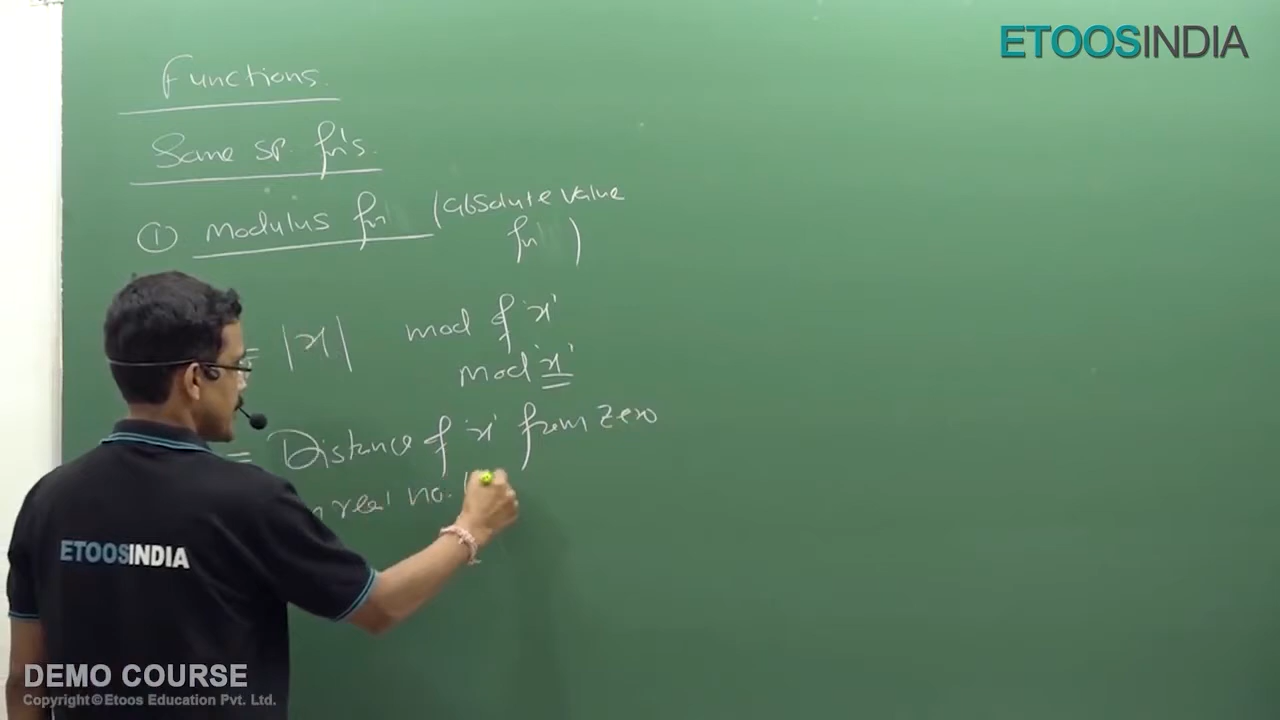 ETOOSINDIA
Functions.
Some sp. fn's.
① Modulus fn (Absolute value
fn )
= |x| mod of 'x'
mod 'x'
= Distance of 'x' from zero
real no.
ETOOSINDIA
DEMO COURSE
Copyright © Etoos Education Pvt. Ltd.